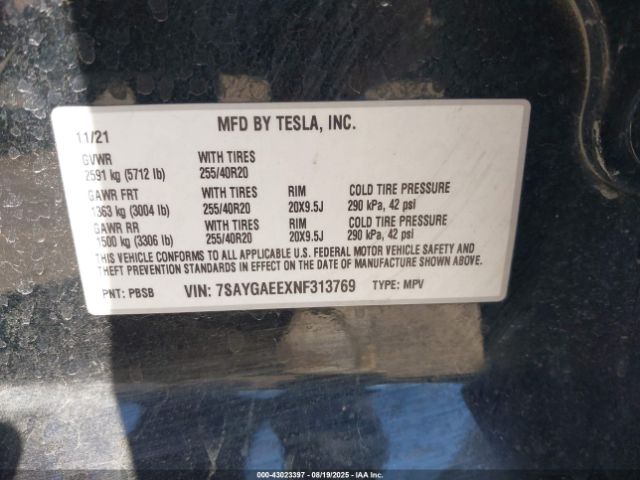 11/21 MFD BY TESLA, INC.
GVWR WITH TIRES
2591 kg (5712 lb) 255/40R20
GAWR FRT WITH TIRES RIM COLD TIRE PRESSURE
1363 kg (3004 lb) 255/40R20 20X9.5J 290 kPa, 42 psi
GAWR RR WITH TIRES RIM COLD TIRE PRESSURE
1500 kg (3306 lb) 255/40R20 20X9.5J 290 kPa, 42 psi
THIS VEHICLE CONFORMS TO ALL APPLICABLE U.S. FEDERAL MOTOR VEHICLE SAFETY AND
THEFT PREVENTION STANDARDS IN EFFECT ON THE DATE OF MANUFACTURE SHOWN ABOVE.
PNT: PBSB VIN: 7SAYGAEEXNF313769 TYPE: MPV
000-43023397 - 08/19/2025 - IAA Inc.